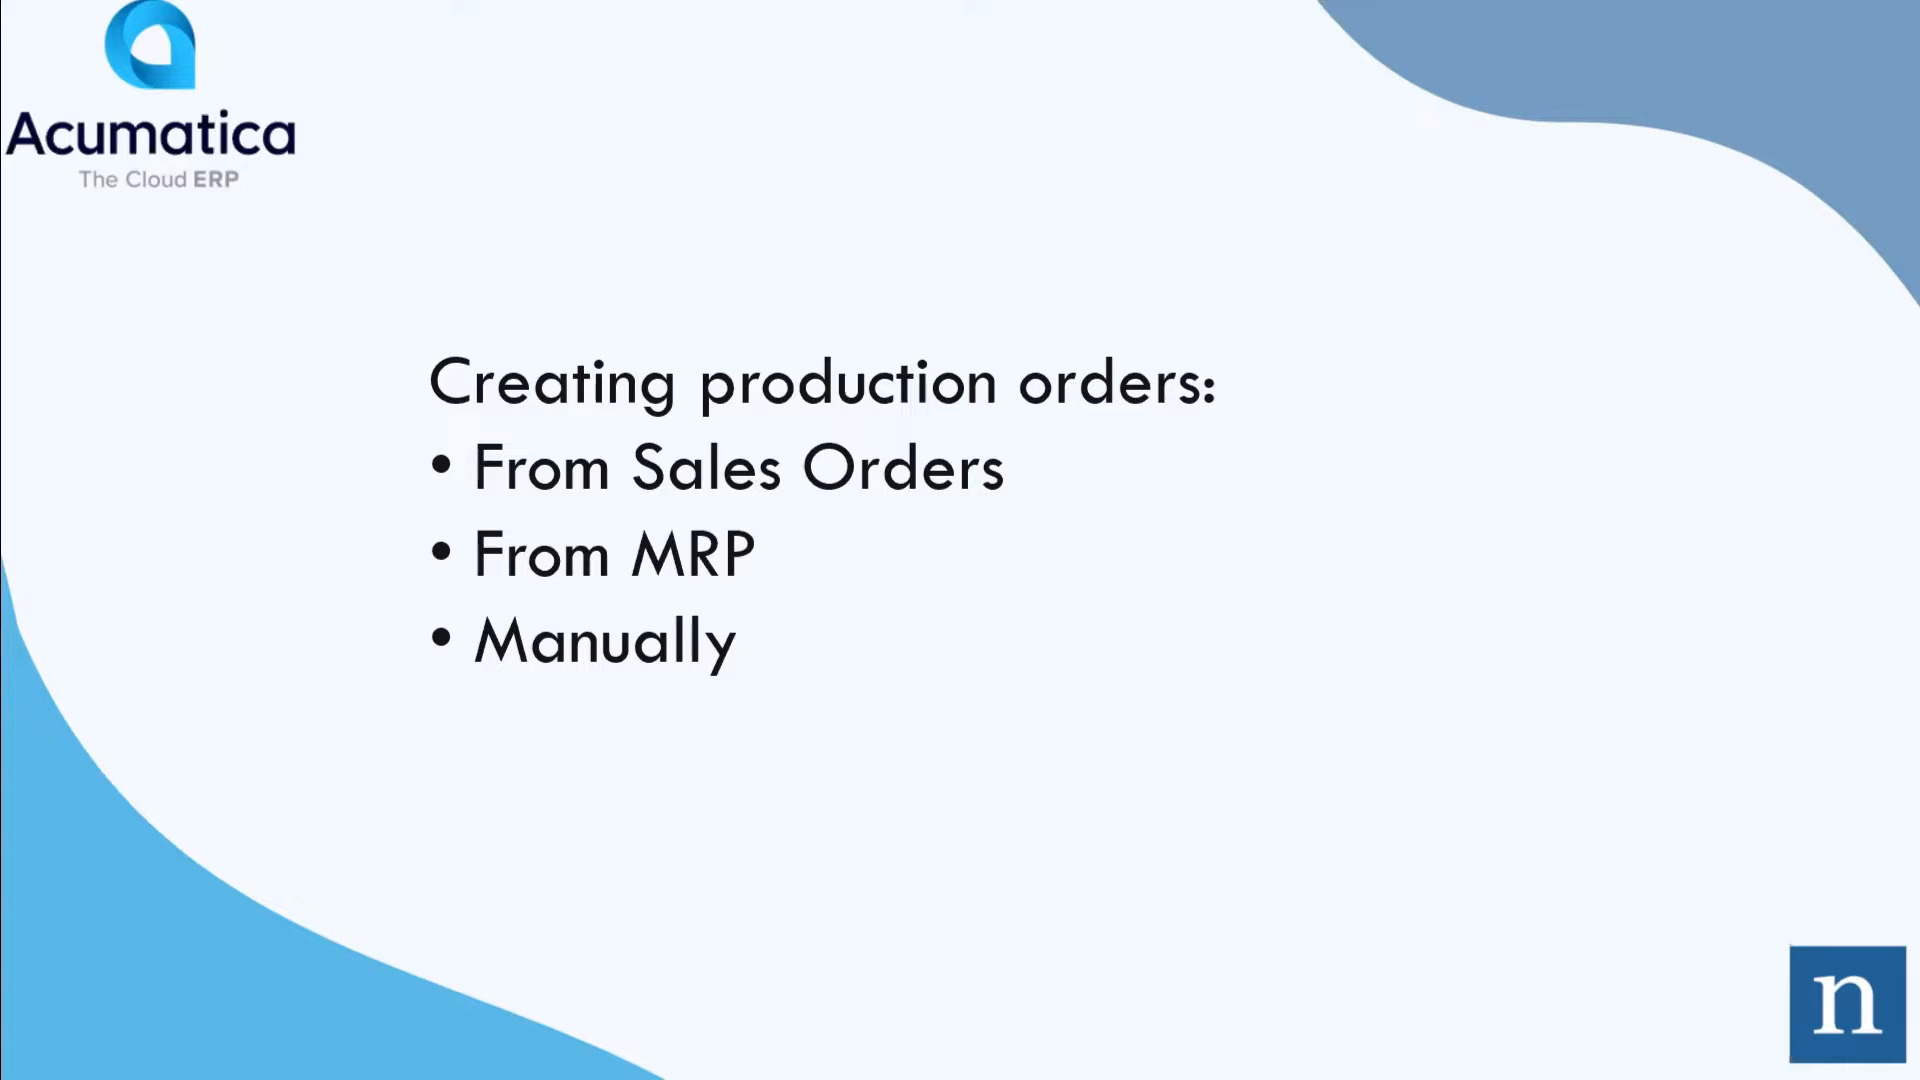 Acumatica
The Cloud ERP
Creating production orders:
• From Sales Orders
• From MRP
• Manually
n